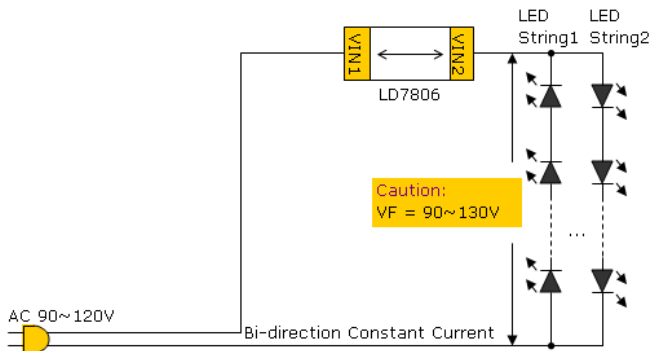 LED
String1
LED
String2
VIN1
VIN2
LD7806
Caution:
VF = 90~130V
...
AC 90~120V
Bi-direction Constant Current